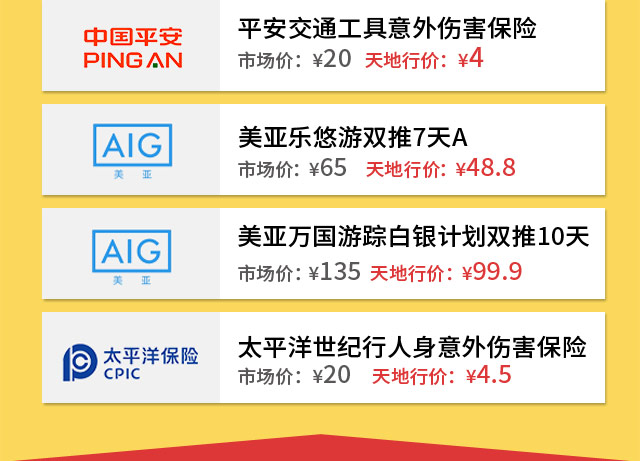 中国平安
PING AN
平安交通工具意外伤害保险
市场价：¥20 天地行价：¥4
AIG
美亚
美亚乐悠游双推7天A
市场价：¥65 天地行价：¥48.8
AIG
美亚
美亚万国游踪白银计划双推10天
市场价：¥135 天地行价：¥99.9
太平洋保险
CPIC
太平洋世纪行人身意外伤害保险
市场价：¥20 天地行价：¥4.5